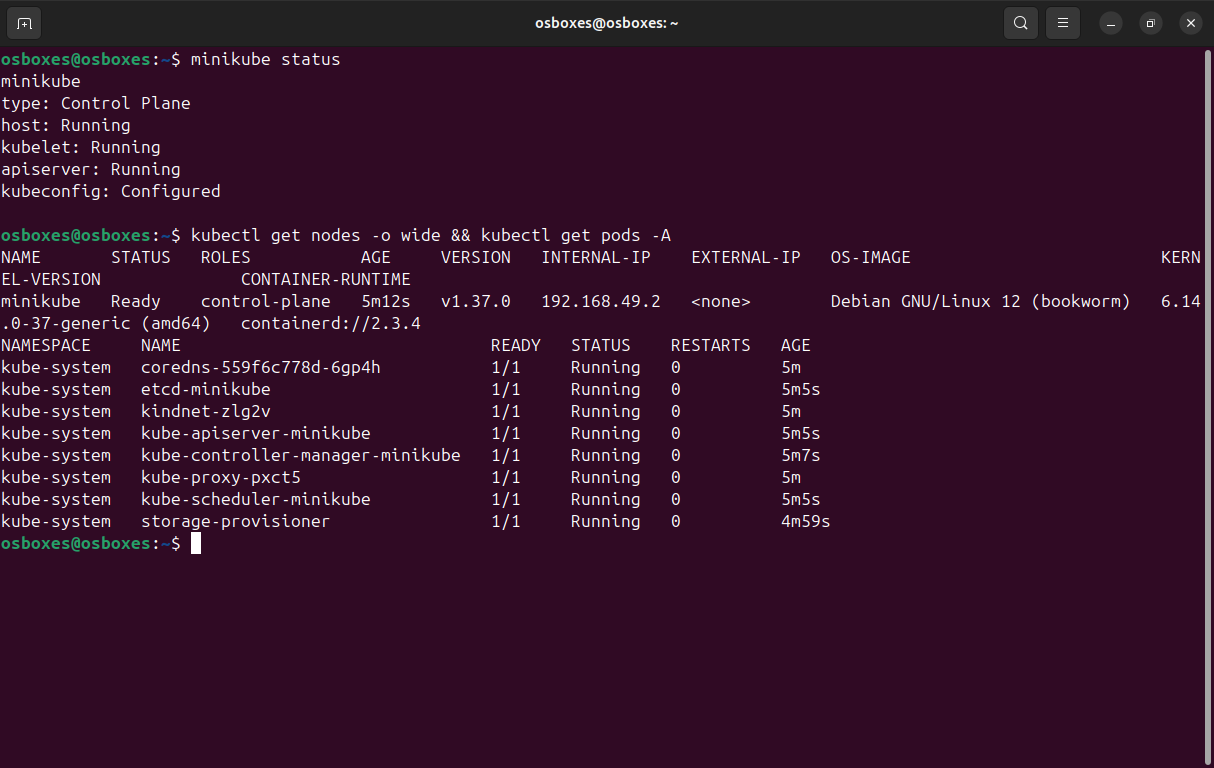 osboxes@osboxes: ~
osboxes@osboxes:~$ minikube status
minikube
type: Control Plane
host: Running
kubelet: Running
apiserver: Running
kubeconfig: Configured
osboxes@osboxes:~$ kubectl get nodes -o wide && kubectl get pods -A
NAME       STATUS   ROLES           AGE     VERSION   INTERNAL-IP    EXTERNAL-IP   OS-IMAGE                         KERN
EL-VERSION              CONTAINER-RUNTIME
minikube   Ready    control-plane   5m12s   v1.37.0   192.168.49.2   <none>        Debian GNU/Linux 12 (bookworm)   6.14
.0-37-generic (amd64)   containerd://2.3.4
NAMESPACE     NAME                               READY   STATUS    RESTARTS   AGE
kube-system   coredns-559f6c778d-6gp4h           1/1     Running   0          5m
kube-system   etcd-minikube                      1/1     Running   0          5m5s
kube-system   kindnet-zlg2v                      1/1     Running   0          5m
kube-system   kube-apiserver-minikube            1/1     Running   0          5m5s
kube-system   kube-controller-manager-minikube   1/1     Running   0          5m7s
kube-system   kube-proxy-pxct5                   1/1     Running   0          5m
kube-system   kube-scheduler-minikube            1/1     Running   0          5m5s
kube-system   storage-provisioner                1/1     Running   0          4m59s
osboxes@osboxes:~$